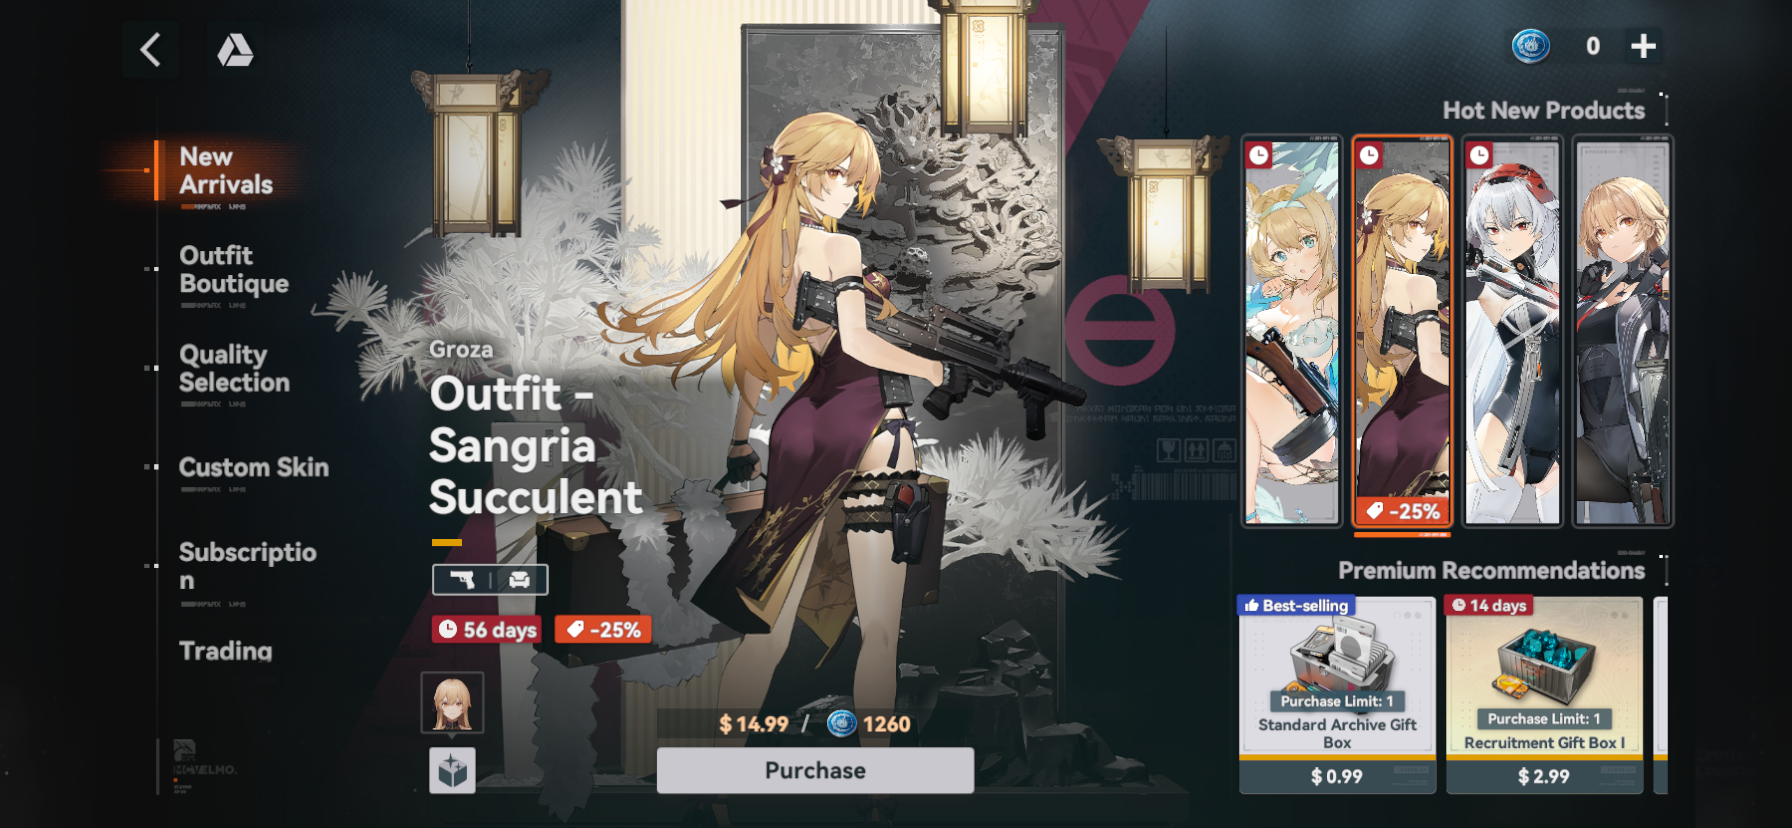 0
New
Arrivals
Outfit
Boutique
Quality
Selection
Custom Skin
Subscriptio
n
Trading
Groza
Outfit -
Sangria
Succulent
56 days
-25%
$ 14.99 / 1260
Purchase
Hot New Products
-25%
Premium Recommendations
Best-selling
Purchase Limit: 1
Standard Archive Gift
Box
$ 0.99
14 days
Purchase Limit: 1
Recruitment Gift Box I
$ 2.99